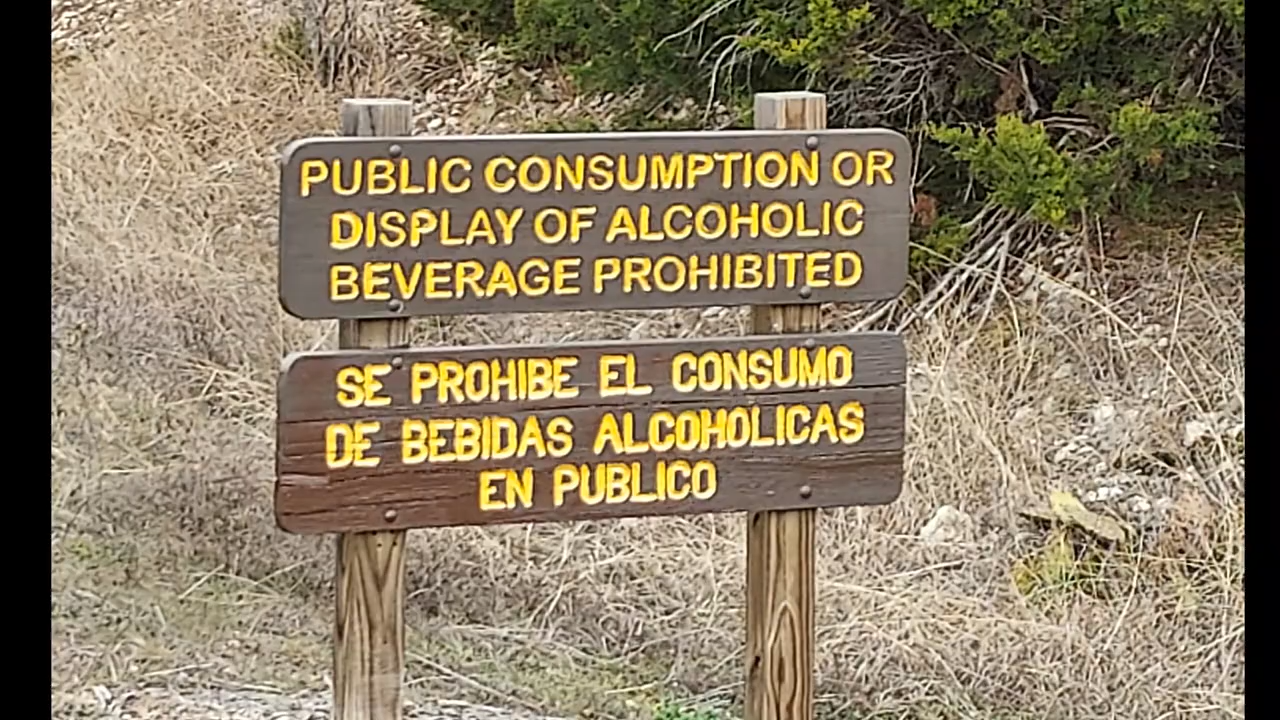 PUBLIC CONSUMPTION OR
DISPLAY OF ALCOHOLIC
BEVERAGE PROHIBITED
SE PROHIBE EL CONSUMO
DE BEBIDAS ALCOHOLICAS
EN PUBLICO